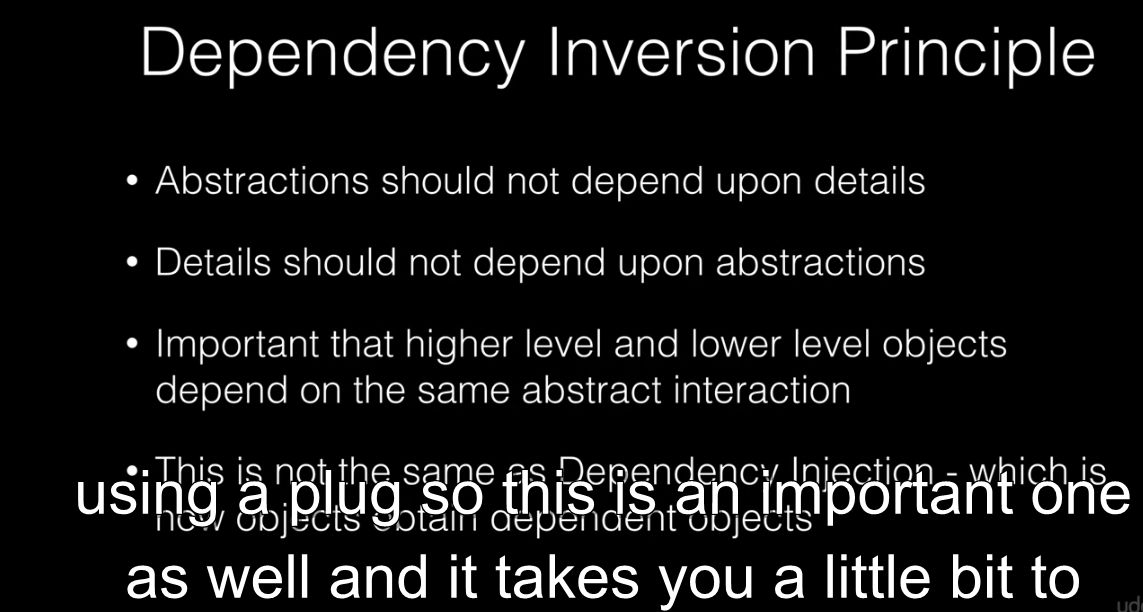 Dependency Inversion Principle
• Abstractions should not depend upon details
• Details should not depend upon abstractions
• Important that higher level and lower level objects
depend on the same abstract interaction
• This is not the same as Dependency Injection - which is
how objects obtain dependent objects
using a plug so this is an important one
as well and it takes you a little bit to
ud